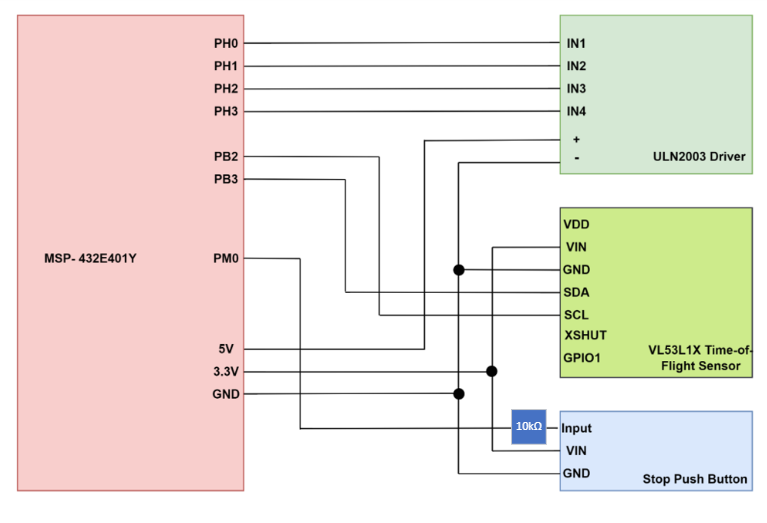 PH0
PH1
PH2
PH3
PB2
PB3
MSP- 432E401Y
PM0
5V
3.3V
GND
IN1
IN2
IN3
IN4
+
-
ULN2003 Driver
VDD
VIN
GND
SDA
SCL
XSHUT
GPIO1
VL53L1X Time-of-
Flight Sensor
10kΩ
Input
VIN
GND
Stop Push Button